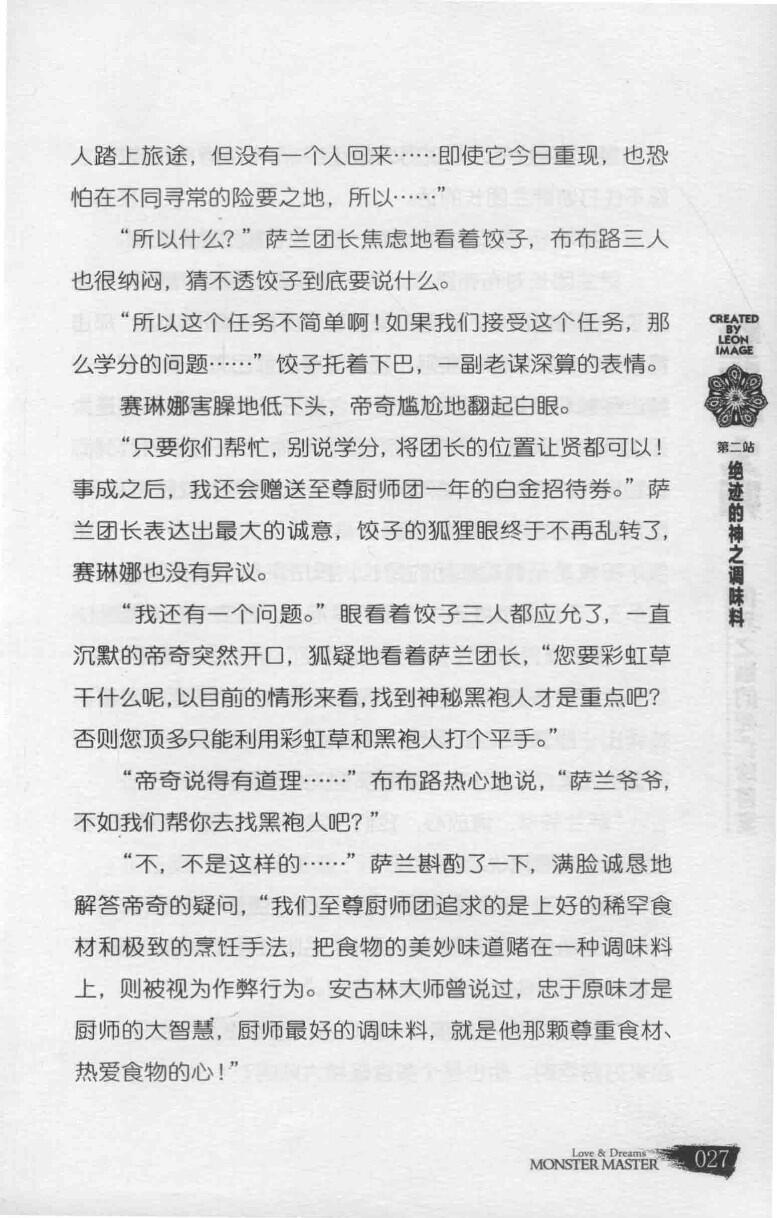 人踏上旅途，但没有一个人回来……即使它今日重现，也恐
怕在不同寻常的险要之地，所以……”
“所以什么？”萨兰团长焦虑地看着饺子，布布路三人
也很纳闷，猜不透饺子到底要说什么。
“所以这个任务不简单啊！如果我们接受这个任务，那
么学分的问题……”饺子托着下巴，一副老谋深算的表情。
赛琳娜害臊地低下头，帝奇尴尬地翻起白眼。
“只要你们帮忙，别说学分，将团长的位置让贤都可以！
事成之后，我还会赠送至尊厨师团一年的白金招待券。”萨
兰团长表达出最大的诚意，饺子的狐狸眼终于不再乱转了，
赛琳娜也没有异议。
“我还有一个问题。”眼看着饺子三人都应允了，一直
沉默的帝奇突然开口，狐疑地看着萨兰团长，“您要彩虹草
干什么呢，以目前的情形来看，找到神秘黑袍人才是重点吧？
否则您顶多只能利用彩虹草和黑袍人打个平手。”
“帝奇说得有道理……”布布路热心地说，“萨兰爷爷，
不如我们帮你去找黑袍人吧？”
“不，不是这样的……”萨兰斟酌了一下，满脸诚恳地
解答帝奇的疑问，“我们至尊厨师团追求的是上好的稀罕食
材和极致的烹饪手法，把食物的美妙味道赌在一种调味料
上，则被视为作弊行为。安古林大师曾说过，忠于原味才是
厨师的大智慧，厨师最好的调味料，就是他那颗尊重食材、
热爱食物的心！”
CREATED
BY
LEON
IMAGE
第二站
绝迹的神之调味料
Love & Dreams
MONSTER MASTER
027